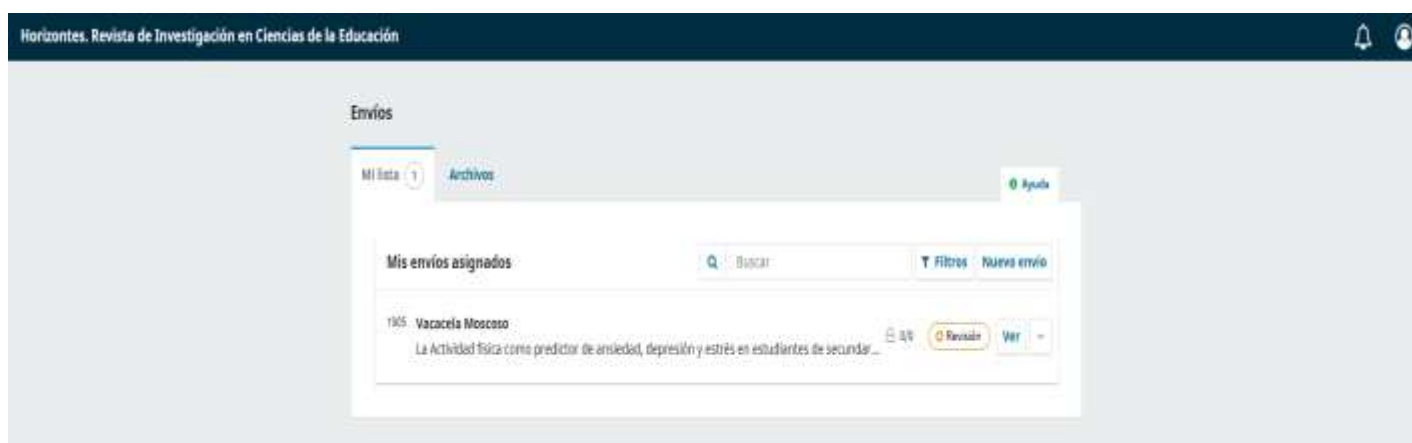 Horizontes. Revista de Investigación en Ciencias de la Educación
Envíos
Mi lista 1 Archivos
Ayuda
Mis envíos asignados Buscar Filtros Nuevo envío
1905 Vacacela Moscoso
La Actividad física como predictor de ansiedad, depresión y estrés en estudiantes de secundar... Revisión Ver